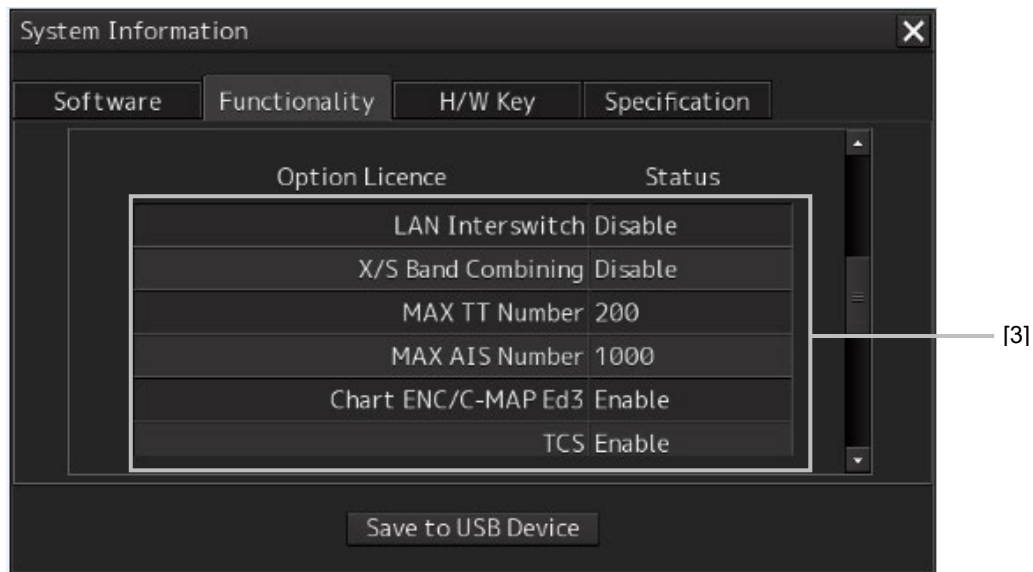 System Information
Software Functionality H/W Key Specification
Option Licence Status
LAN Interswitch Disable
X/S Band Combining Disable
MAX TT Number 200
MAX AIS Number 1000
[3]
Chart ENC/C-MAP Ed3 Enable
TCS Enable
Save to USB Device